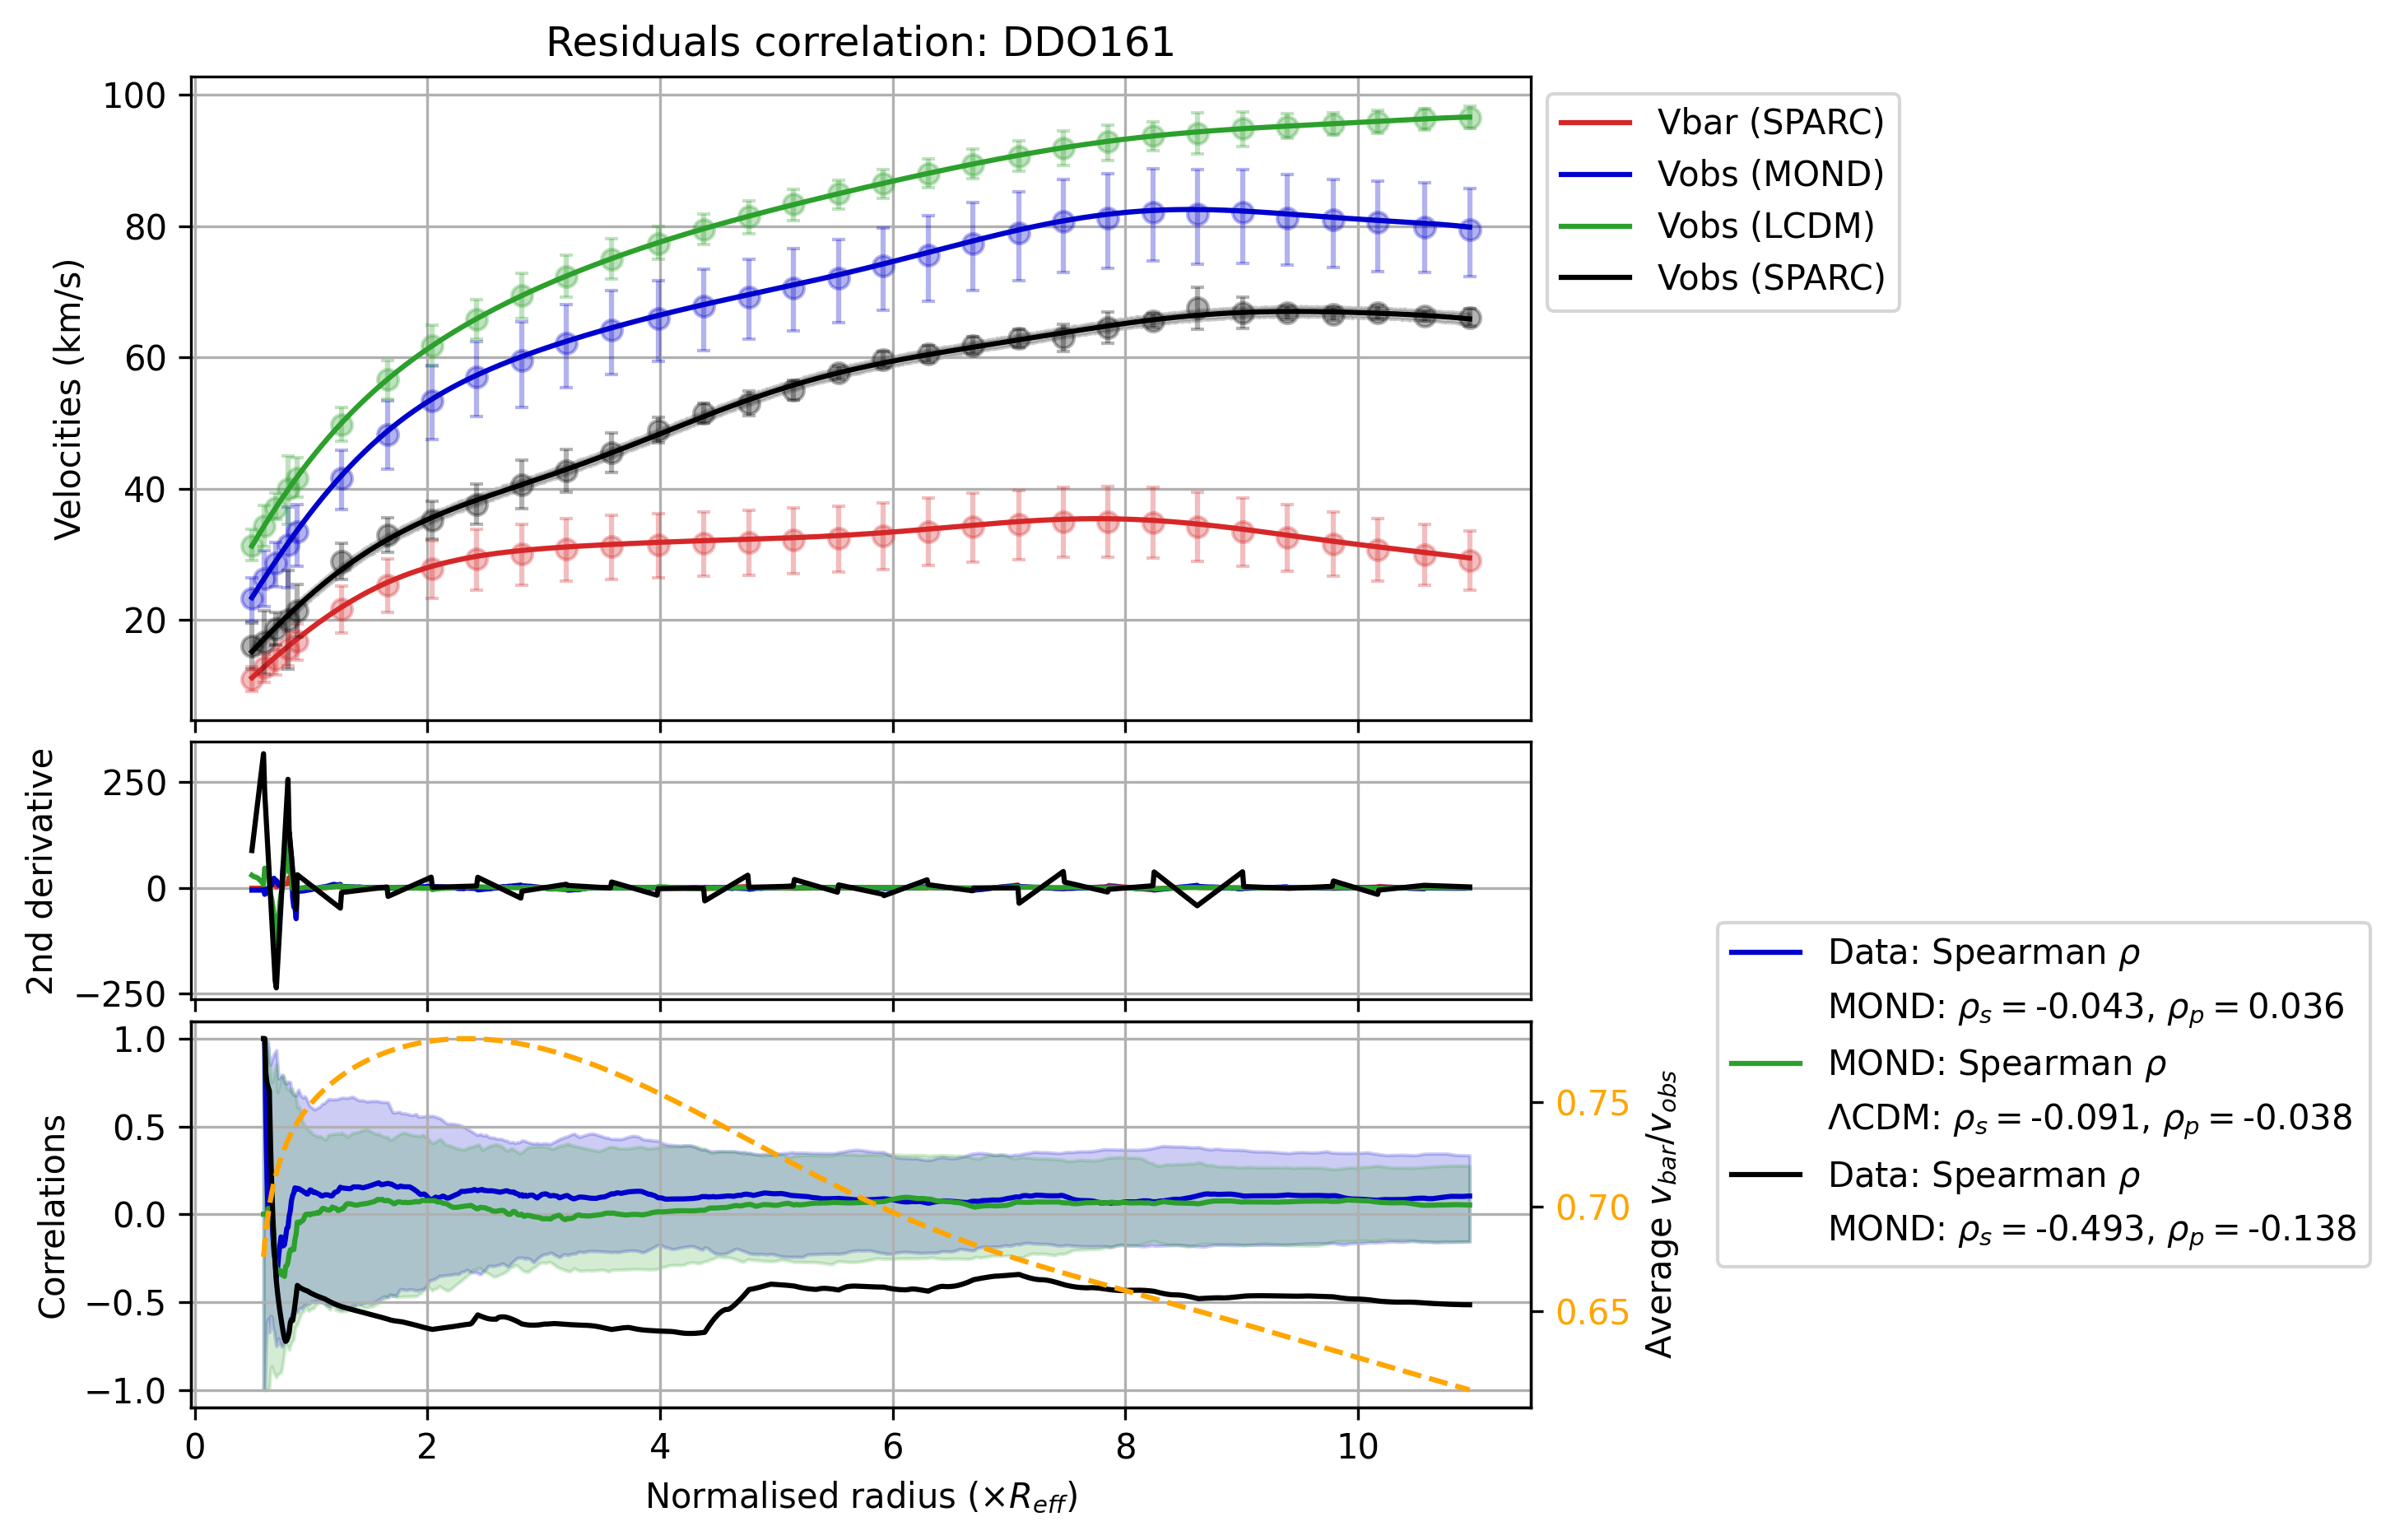 Residuals correlation: DDO161
100
80
60
40
20
Velocities (km/s)
Vbar (SPARC)
Vobs (MOND)
Vobs (LCDM)
Vobs (SPARC)
250
0
−250
2nd derivative
1.0
0.5
0.0
−0.5
−1.0
Correlations
0.75
0.70
0.65
Average v_bar/v_obs
0 2 4 6 8 10
Normalised radius (×R_eff)
Data: Spearman ρ
MOND: ρ_s = -0.043, ρ_p = 0.036
MOND: Spearman ρ
ΛCDM: ρ_s = -0.091, ρ_p = -0.038
Data: Spearman ρ
MOND: ρ_s = -0.493, ρ_p = -0.138